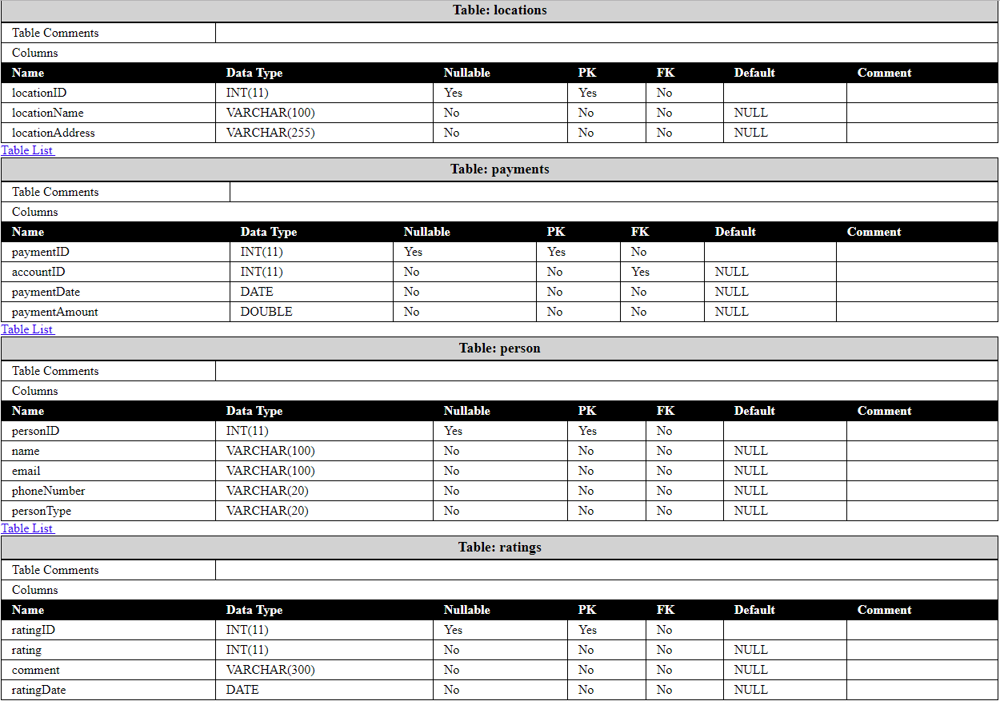 Table: locations
Table Comments
Columns
Name Data Type Nullable PK FK Default Comment
locationID INT(11) Yes Yes No
locationName VARCHAR(100) No No No NULL
locationAddress VARCHAR(255) No No No NULL
Table List
Table: payments
Table Comments
Columns
Name Data Type Nullable PK FK Default Comment
paymentID INT(11) Yes Yes No
accountID INT(11) No No Yes NULL
paymentDate DATE No No No NULL
paymentAmount DOUBLE No No No NULL
Table List
Table: person
Table Comments
Columns
Name Data Type Nullable PK FK Default Comment
personID INT(11) Yes Yes No
name VARCHAR(100) No No No NULL
email VARCHAR(100) No No No NULL
phoneNumber VARCHAR(20) No No No NULL
personType VARCHAR(20) No No No NULL
Table List
Table: ratings
Table Comments
Columns
Name Data Type Nullable PK FK Default Comment
ratingID INT(11) Yes Yes No
rating INT(11) No No No NULL
comment VARCHAR(300) No No No NULL
ratingDate DATE No No No NULL